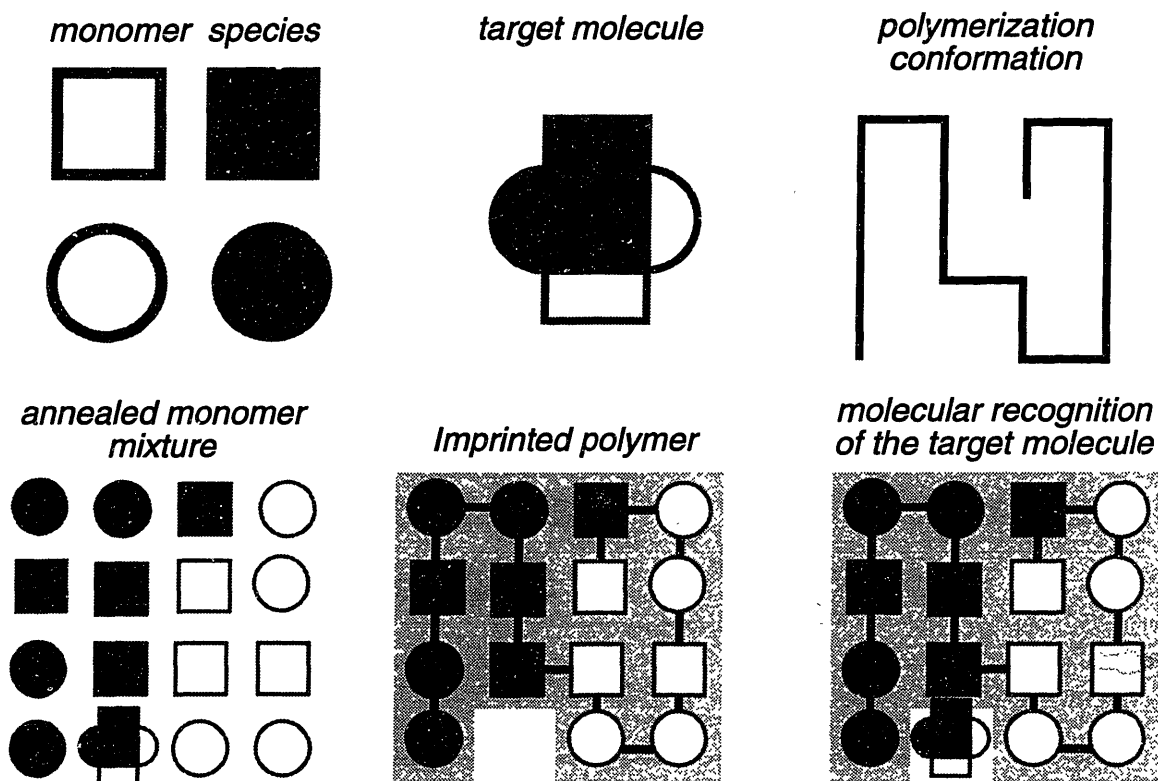 monomer species
target molecule
polymerization
conformation
annealed monomer
mixture
Imprinted polymer
molecular recognition
of the target molecule